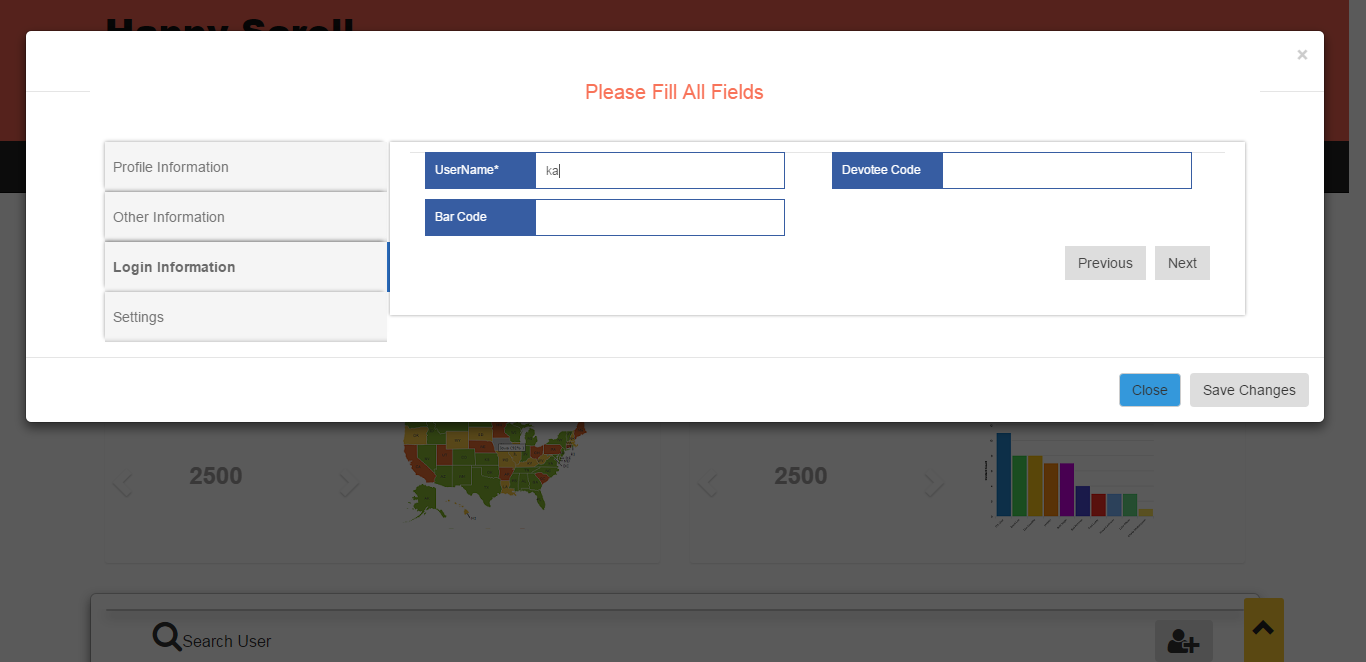 Happy Scroll
×
Please Fill All Fields
Profile Information
Other Information
Login Information
Settings
UserName*
ka
Devotee Code
Bar Code
Previous
Next
Close
Save Changes
2500
2500
Search User